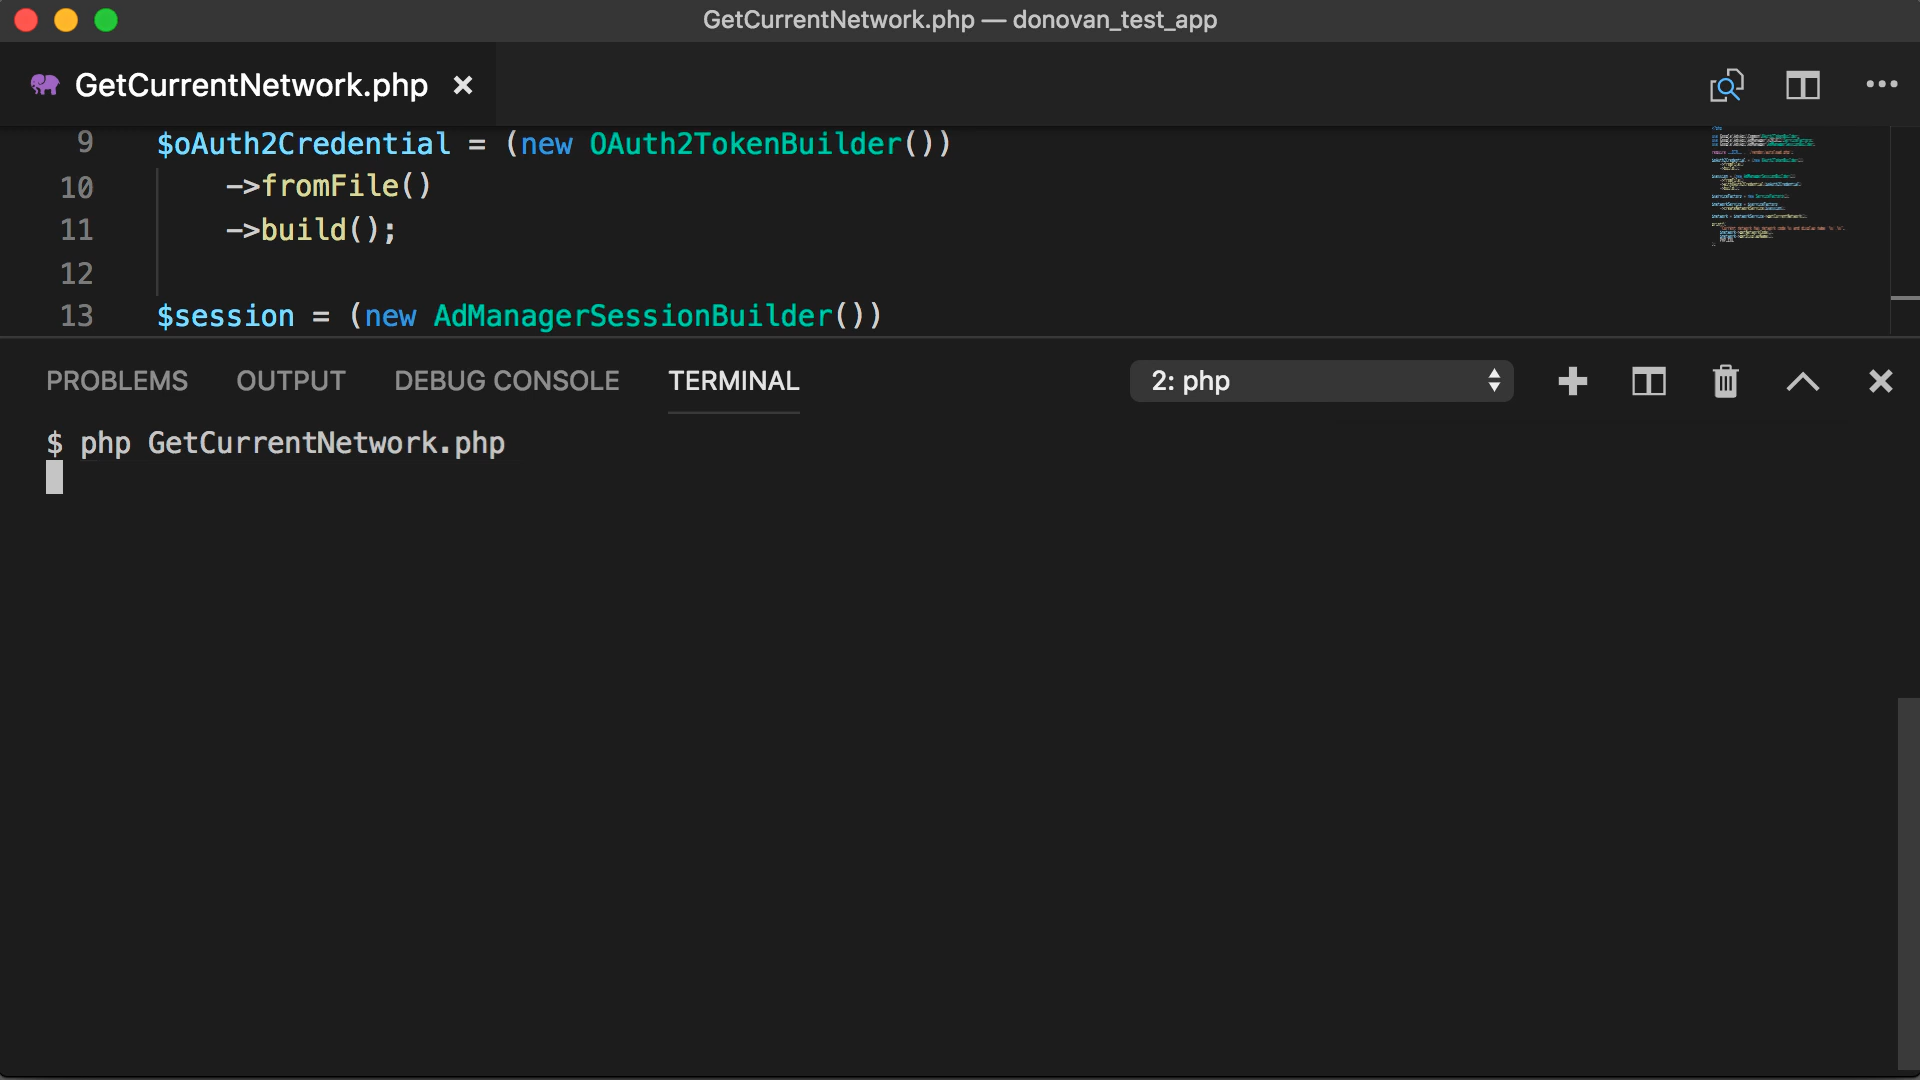 GetCurrentNetwork.php — donovan_test_app
GetCurrentNetwork.php
9 $oAuth2Credential = (new OAuth2TokenBuilder())
10 ->fromFile()
11 ->build();
12
13 $session = (new AdManagerSessionBuilder())
PROBLEMS OUTPUT DEBUG CONSOLE TERMINAL 2: php
$ php GetCurrentNetwork.php